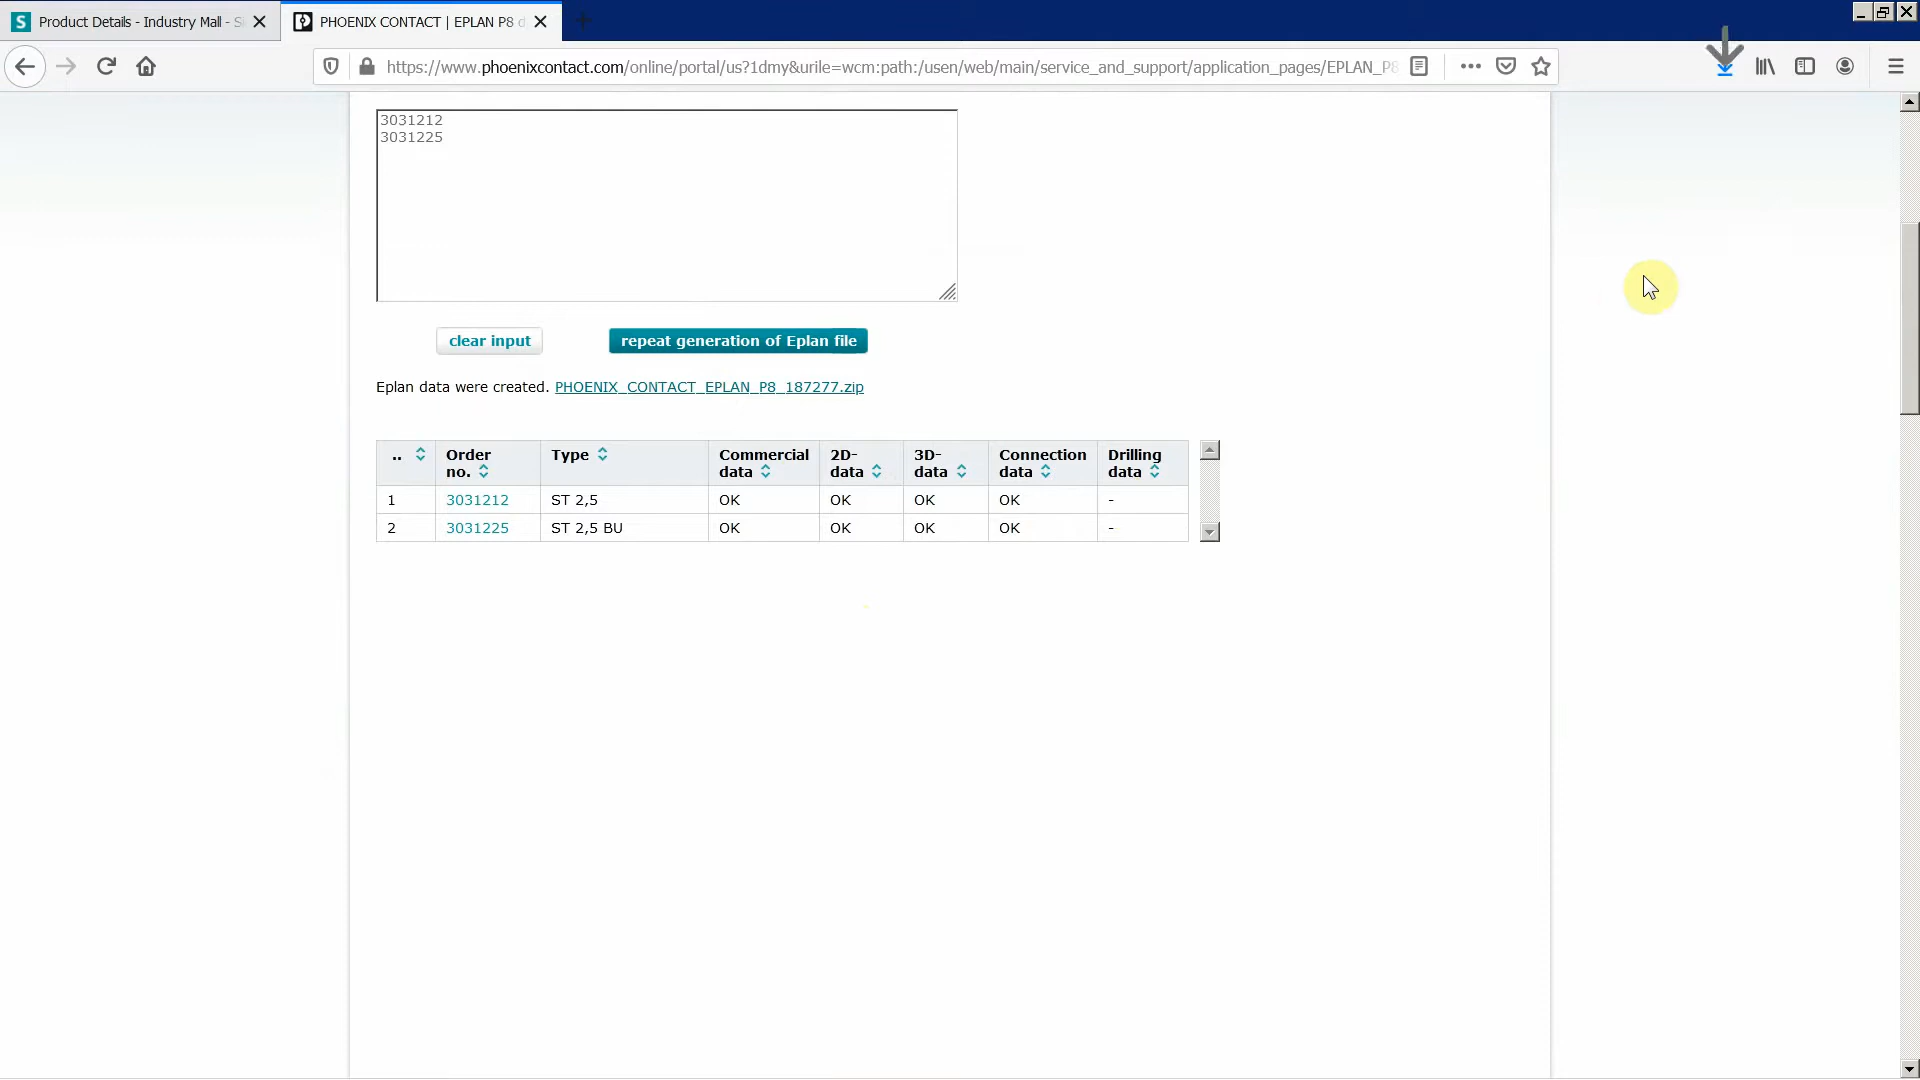 Product Details - Industry Mall - Si
PHOENIX CONTACT | EPLAN P8 d
https://www.phoenixcontact.com/online/portal/us?1dmy&urile=wcm:path:/usen/web/main/service_and_support/application_pages/EPLAN_P8
3031212
3031225
clear input
repeat generation of Eplan file
Eplan data were created. PHOENIX_CONTACT_EPLAN_P8_187277.zip
.. Order no. Type Commercial data 2D-data 3D-data Connection data Drilling data
1 3031212 ST 2,5 OK OK OK OK -
2 3031225 ST 2,5 BU OK OK OK OK -